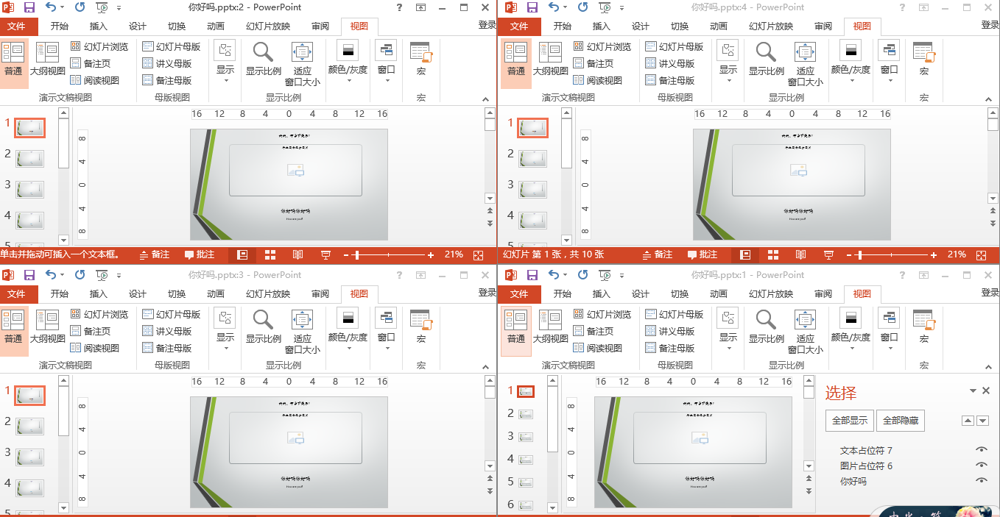 你好吗.pptx:2 - PowerPoint
?
文件 开始 插入 设计 切换 动画 幻灯片放映 审阅 视图 登录
普通 大纲视图 幻灯片浏览 备注页 阅读视图
幻灯片母版 讲义母版 备注母版
显示 显示比例 适应窗口大小 颜色/灰度 窗口 宏
演示文稿视图 母版视图 显示比例 宏
16 12 8 4 0 4 8 12 16
1
2
3
4
5
8 4 0 4 8
你好吗你好吗
单击并拖动可插入一个文本框。 备注 批注 21%
你好吗.pptx:4 - PowerPoint
?
文件 开始 插入 设计 切换 动画 幻灯片放映 审阅 视图 登录
普通 大纲视图 幻灯片浏览 备注页 阅读视图
幻灯片母版 讲义母版 备注母版
显示 显示比例 适应窗口大小 颜色/灰度 窗口 宏
演示文稿视图 母版视图 显示比例 宏
16 12 8 4 0 4 8 12 16
1
2
3
4
5
8 4 0 4 8
你好吗你好吗
幻灯片 第 1 张，共 10 张 备注 批注 21%
你好吗.pptx:3 - PowerPoint
?
文件 开始 插入 设计 切换 动画 幻灯片放映 审阅 视图 登录
普通 大纲视图 幻灯片浏览 备注页 阅读视图
幻灯片母版 讲义母版 备注母版
显示 显示比例 适应窗口大小 颜色/灰度 窗口 宏
演示文稿视图 母版视图 显示比例 宏
16 12 8 4 0 4 8 12 16
1
2
3
4
5
8 4 0 4 8
你好吗你好吗
你好吗.pptx:1 - PowerPoint
?
文件 开始 插入 设计 切换 动画 幻灯片放映 审阅 视图 登录
普通 大纲视图 幻灯片浏览 备注页 阅读视图
幻灯片母版 讲义母版 备注母版
显示 显示比例 适应窗口大小 颜色/灰度 窗口 宏
演示文稿视图 母版视图 显示比例 宏
16 12 8 4 0 4 8 12 16
1
2
3
4
5
6
8 4 0 4 8
你好吗你好吗
选择
全部显示 全部隐藏
文本占位符 7
图片占位符 6
你好吗